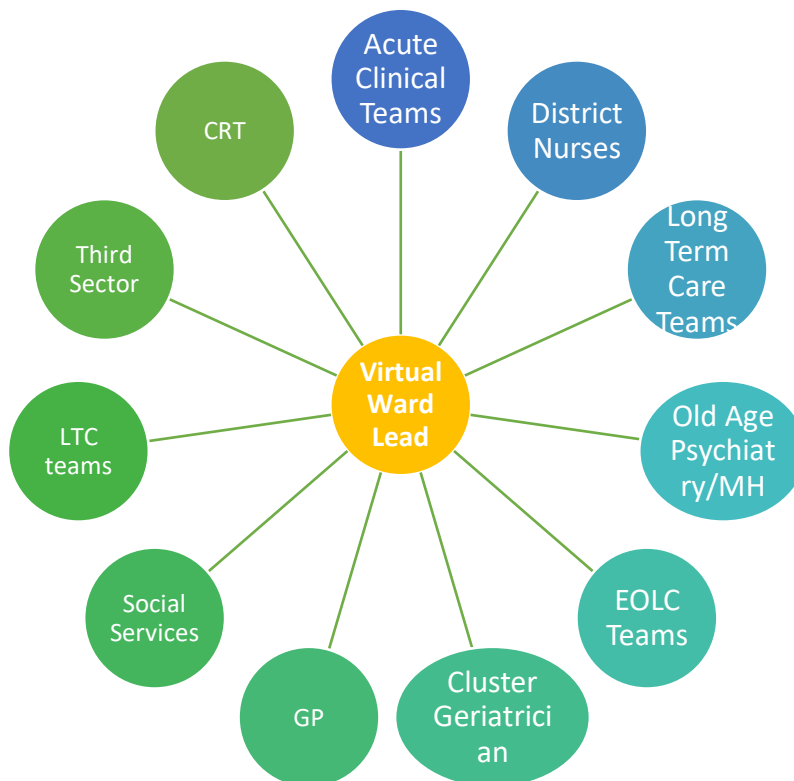 Acute
Clinical
Teams
District
Nurses
Long
Term
Care
Teams
Old Age
Psychiat
ry/MH
EOLC
Teams
Cluster
Geriatrici
an
GP
Social
Services
LTC
teams
Third
Sector
CRT
Virtual
Ward
Lead